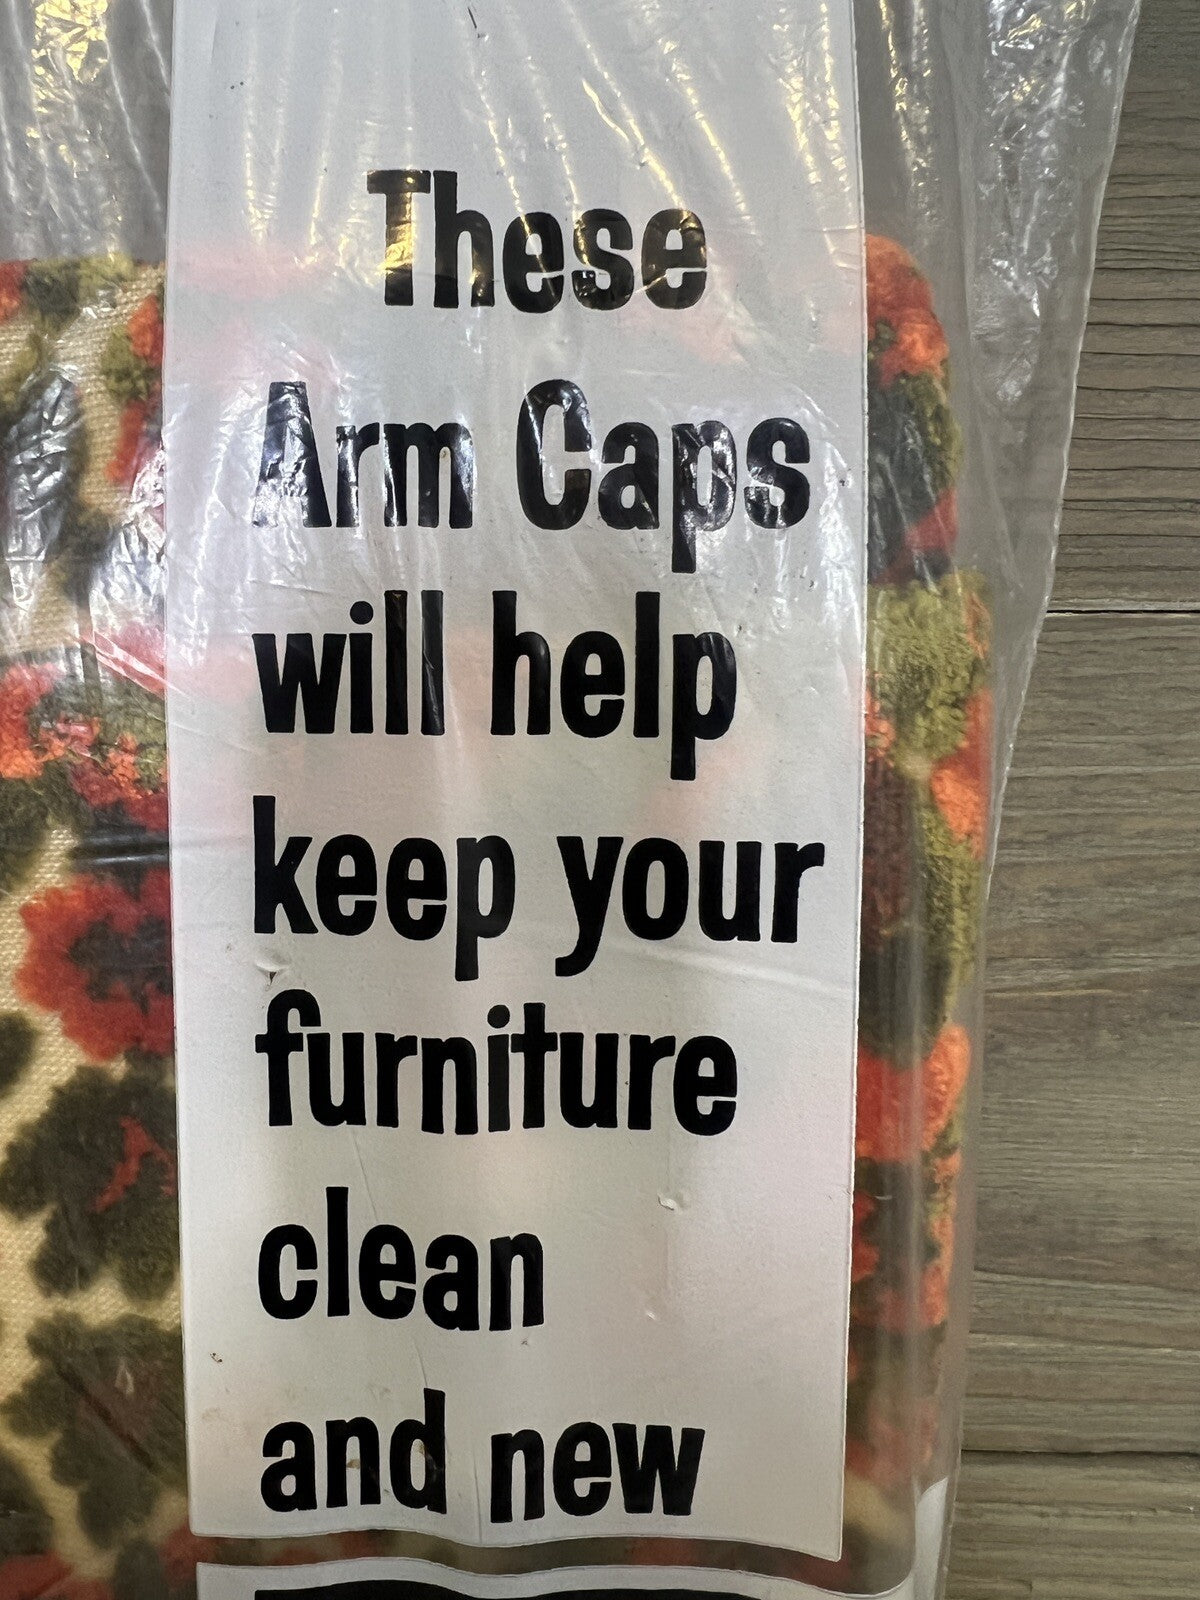 These
Arm Caps
will help
keep your
furniture
clean
and new